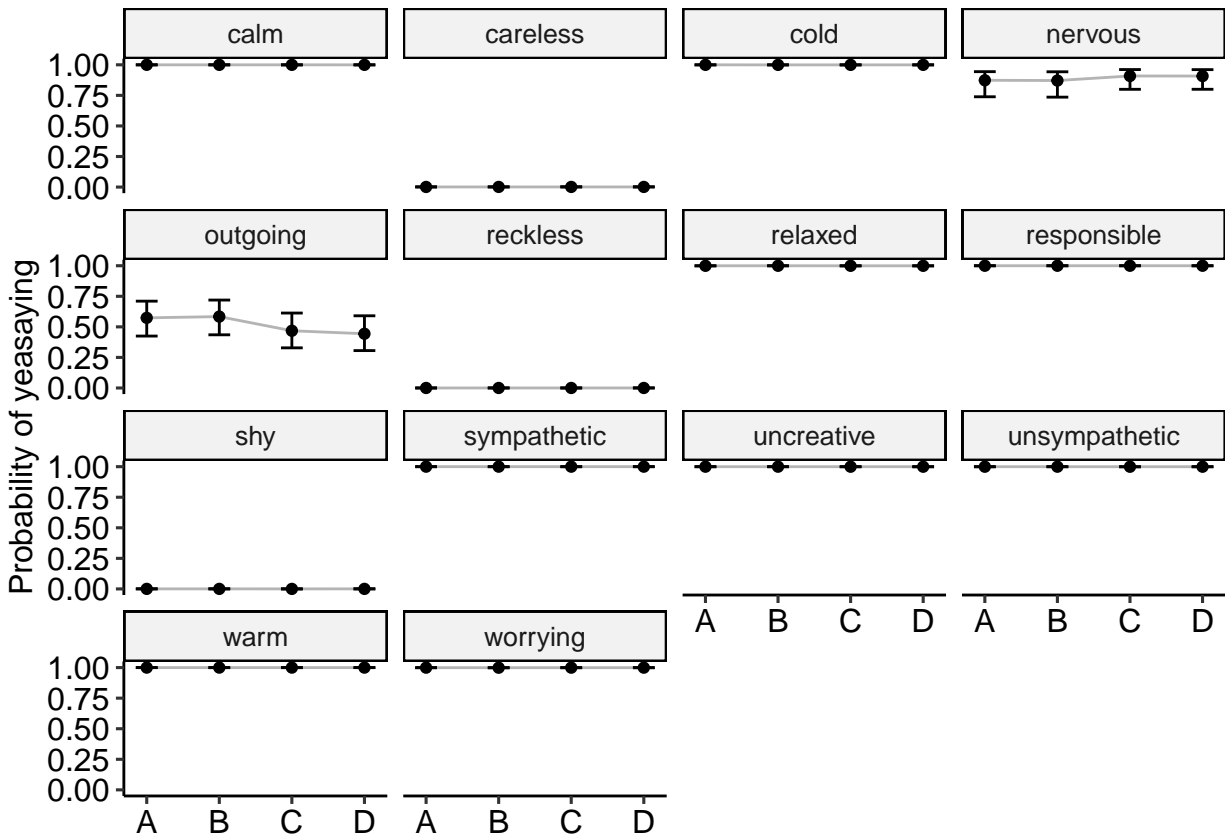 calm careless cold nervous
1.00
0.75
0.50
0.25
0.00
outgoing reckless relaxed responsible
1.00
0.75
0.50
0.25
0.00
shy sympathetic uncreative unsympathetic
1.00
0.75
0.50
0.25
0.00
A B C D A B C D
warm worrying
1.00
0.75
0.50
0.25
0.00
A B C D A B C D
Probability of yeasaying